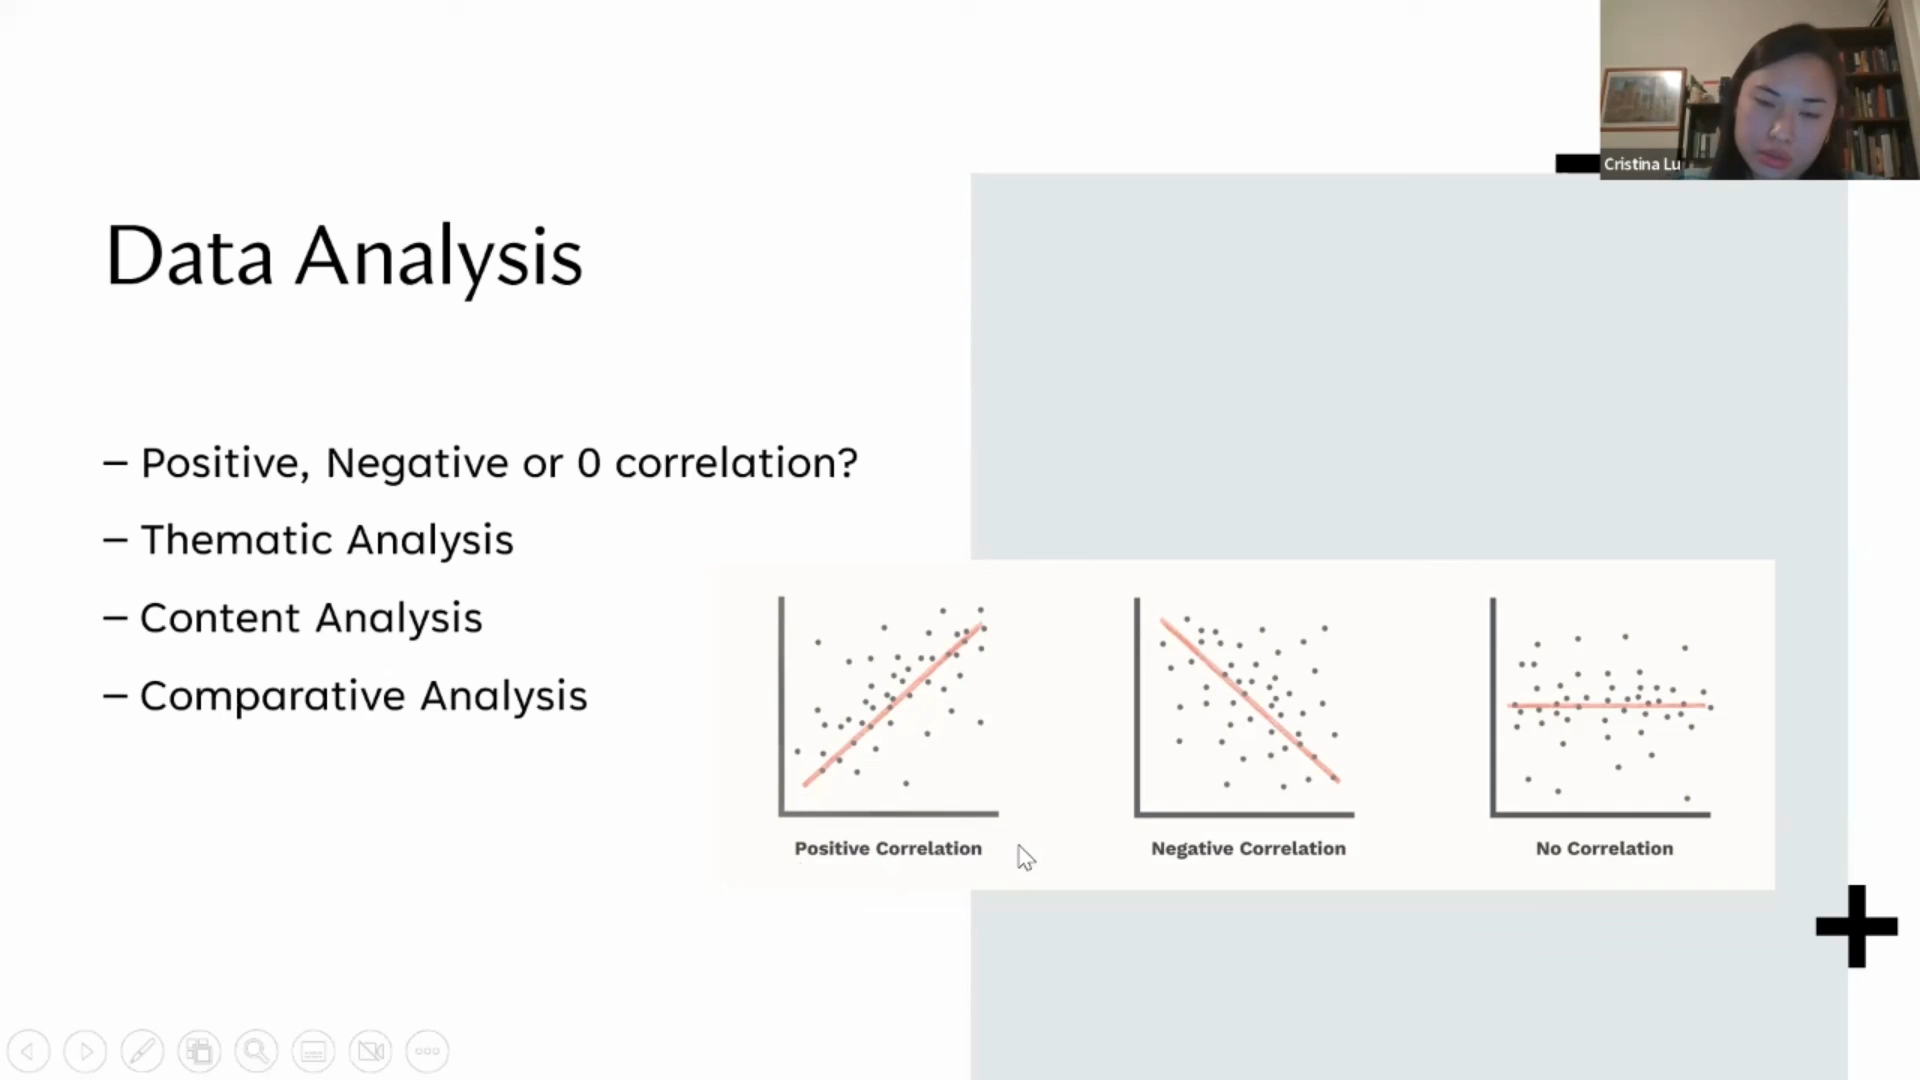 Cristina Lu
Data Analysis
– Positive, Negative or 0 correlation?
– Thematic Analysis
– Content Analysis
– Comparative Analysis
Positive Correlation
Negative Correlation
No Correlation